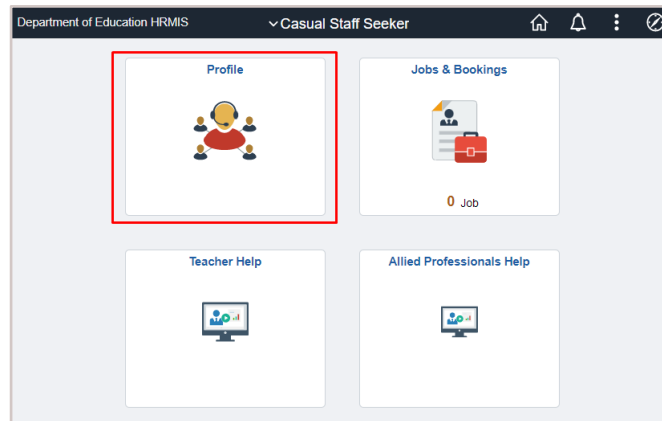 Department of Education HRMIS
Casual Staff Seeker
Profile
Jobs & Bookings
0 Job
Teacher Help
Allied Professionals Help